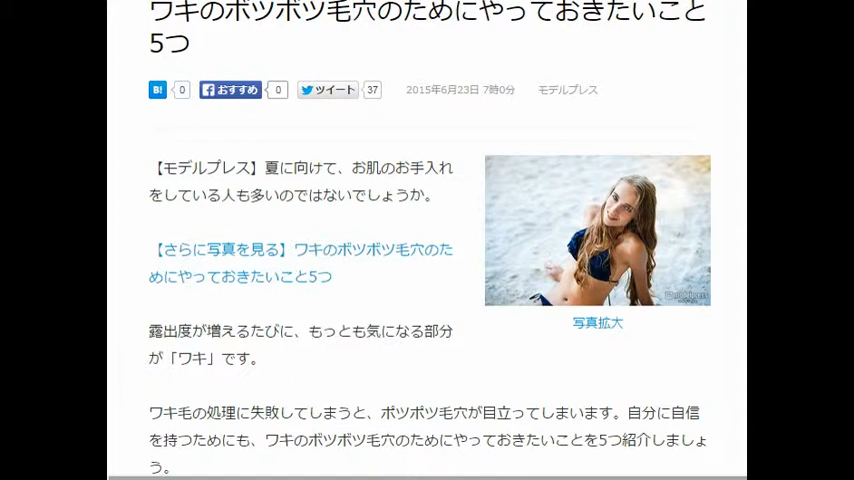 ワキのボツボツ毛穴のためにやっておきたいこと
5つ
B! 0 おすすめ 0 ツイート 37 2015年6月23日 7時0分 モデルプレス
【モデルプレス】夏に向けて、お肌のお手入れ
をしている人も多いのではないでしょうか。
【さらに写真を見る】ワキのボツボツ毛穴のた
めにやっておきたいこと5つ
写真拡大
露出度が増えるたびに、もっとも気になる部分
が「ワキ」です。
ワキ毛の処理に失敗してしまうと、ボツボツ毛穴が目立ってしまいます。自分に自信
を持つためにも、ワキのボツボツ毛穴のためにやっておきたいことを5つ紹介しましょ
う。